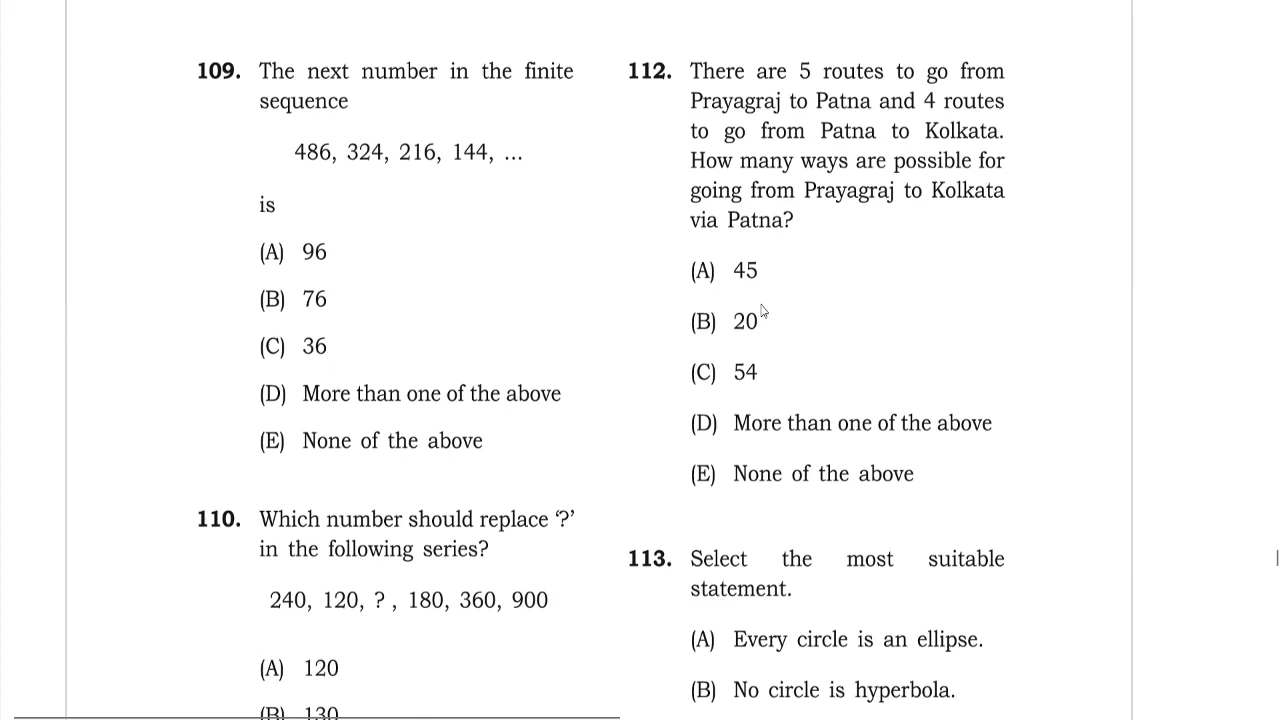 109. The next number in the finite
sequence
486, 324, 216, 144, ...
is
(A) 96
(B) 76
(C) 36
(D) More than one of the above
(E) None of the above
110. Which number should replace ‘?’
in the following series?
240, 120, ? , 180, 360, 900
(A) 120
(B) 130
112. There are 5 routes to go from
Prayagraj to Patna and 4 routes
to go from Patna to Kolkata.
How many ways are possible for
going from Prayagraj to Kolkata
via Patna?
(A) 45
(B) 20
(C) 54
(D) More than one of the above
(E) None of the above
113. Select the most suitable
statement.
(A) Every circle is an ellipse.
(B) No circle is hyperbola.